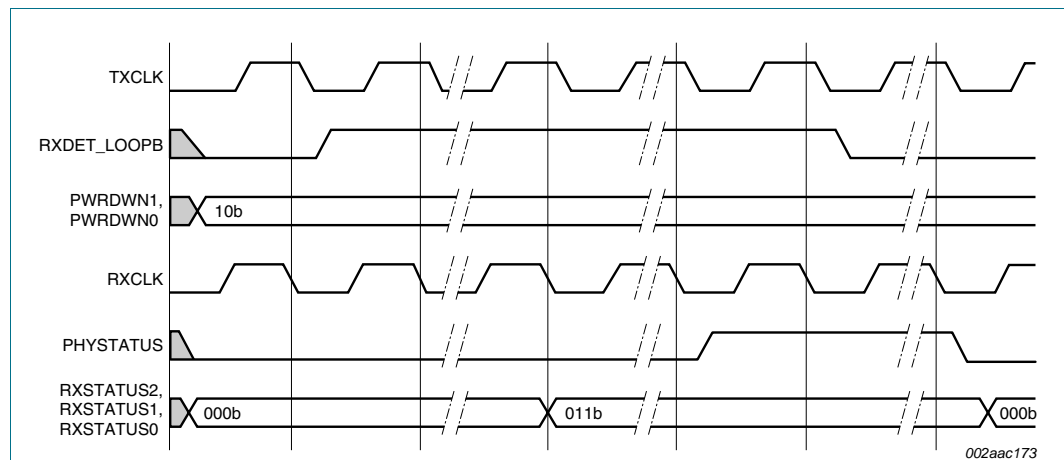 TXCLK
RXDET_LOOPB
PWRDWN1,
PWRDWN0
10b
RXCLK
PHYSTATUS
RXSTATUS2,
RXSTATUS1,
RXSTATUS0
000b
011b
000b
002aac173